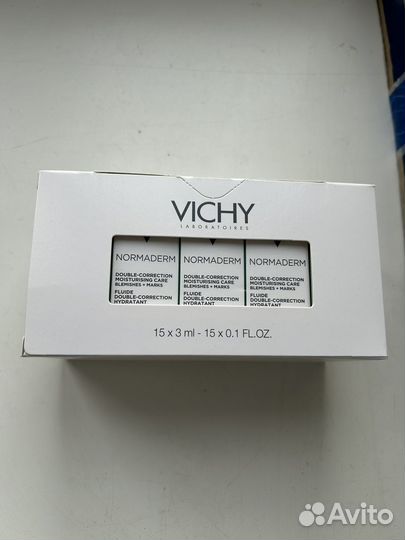 VICHY
LABORATOIRES
NORMADERM NORMADERM NORMADERM
DOUBLE-CORRECTION DOUBLE-CORRECTION DOUBLE-CORRECTION
MOISTURISING CARE MOISTURISING CARE MOISTURISING CARE
BLEMISHES + MARKS BLEMISHES + MARKS BLEMISHES + MARKS
FLUIDE FLUIDE FLUIDE
DOUBLE-CORRECTION DOUBLE-CORRECTION DOUBLE-CORRECTION
HYDRATANT HYDRATANT HYDRATANT
15 x 3 ml - 15 x 0.1 FL.OZ.
Avito